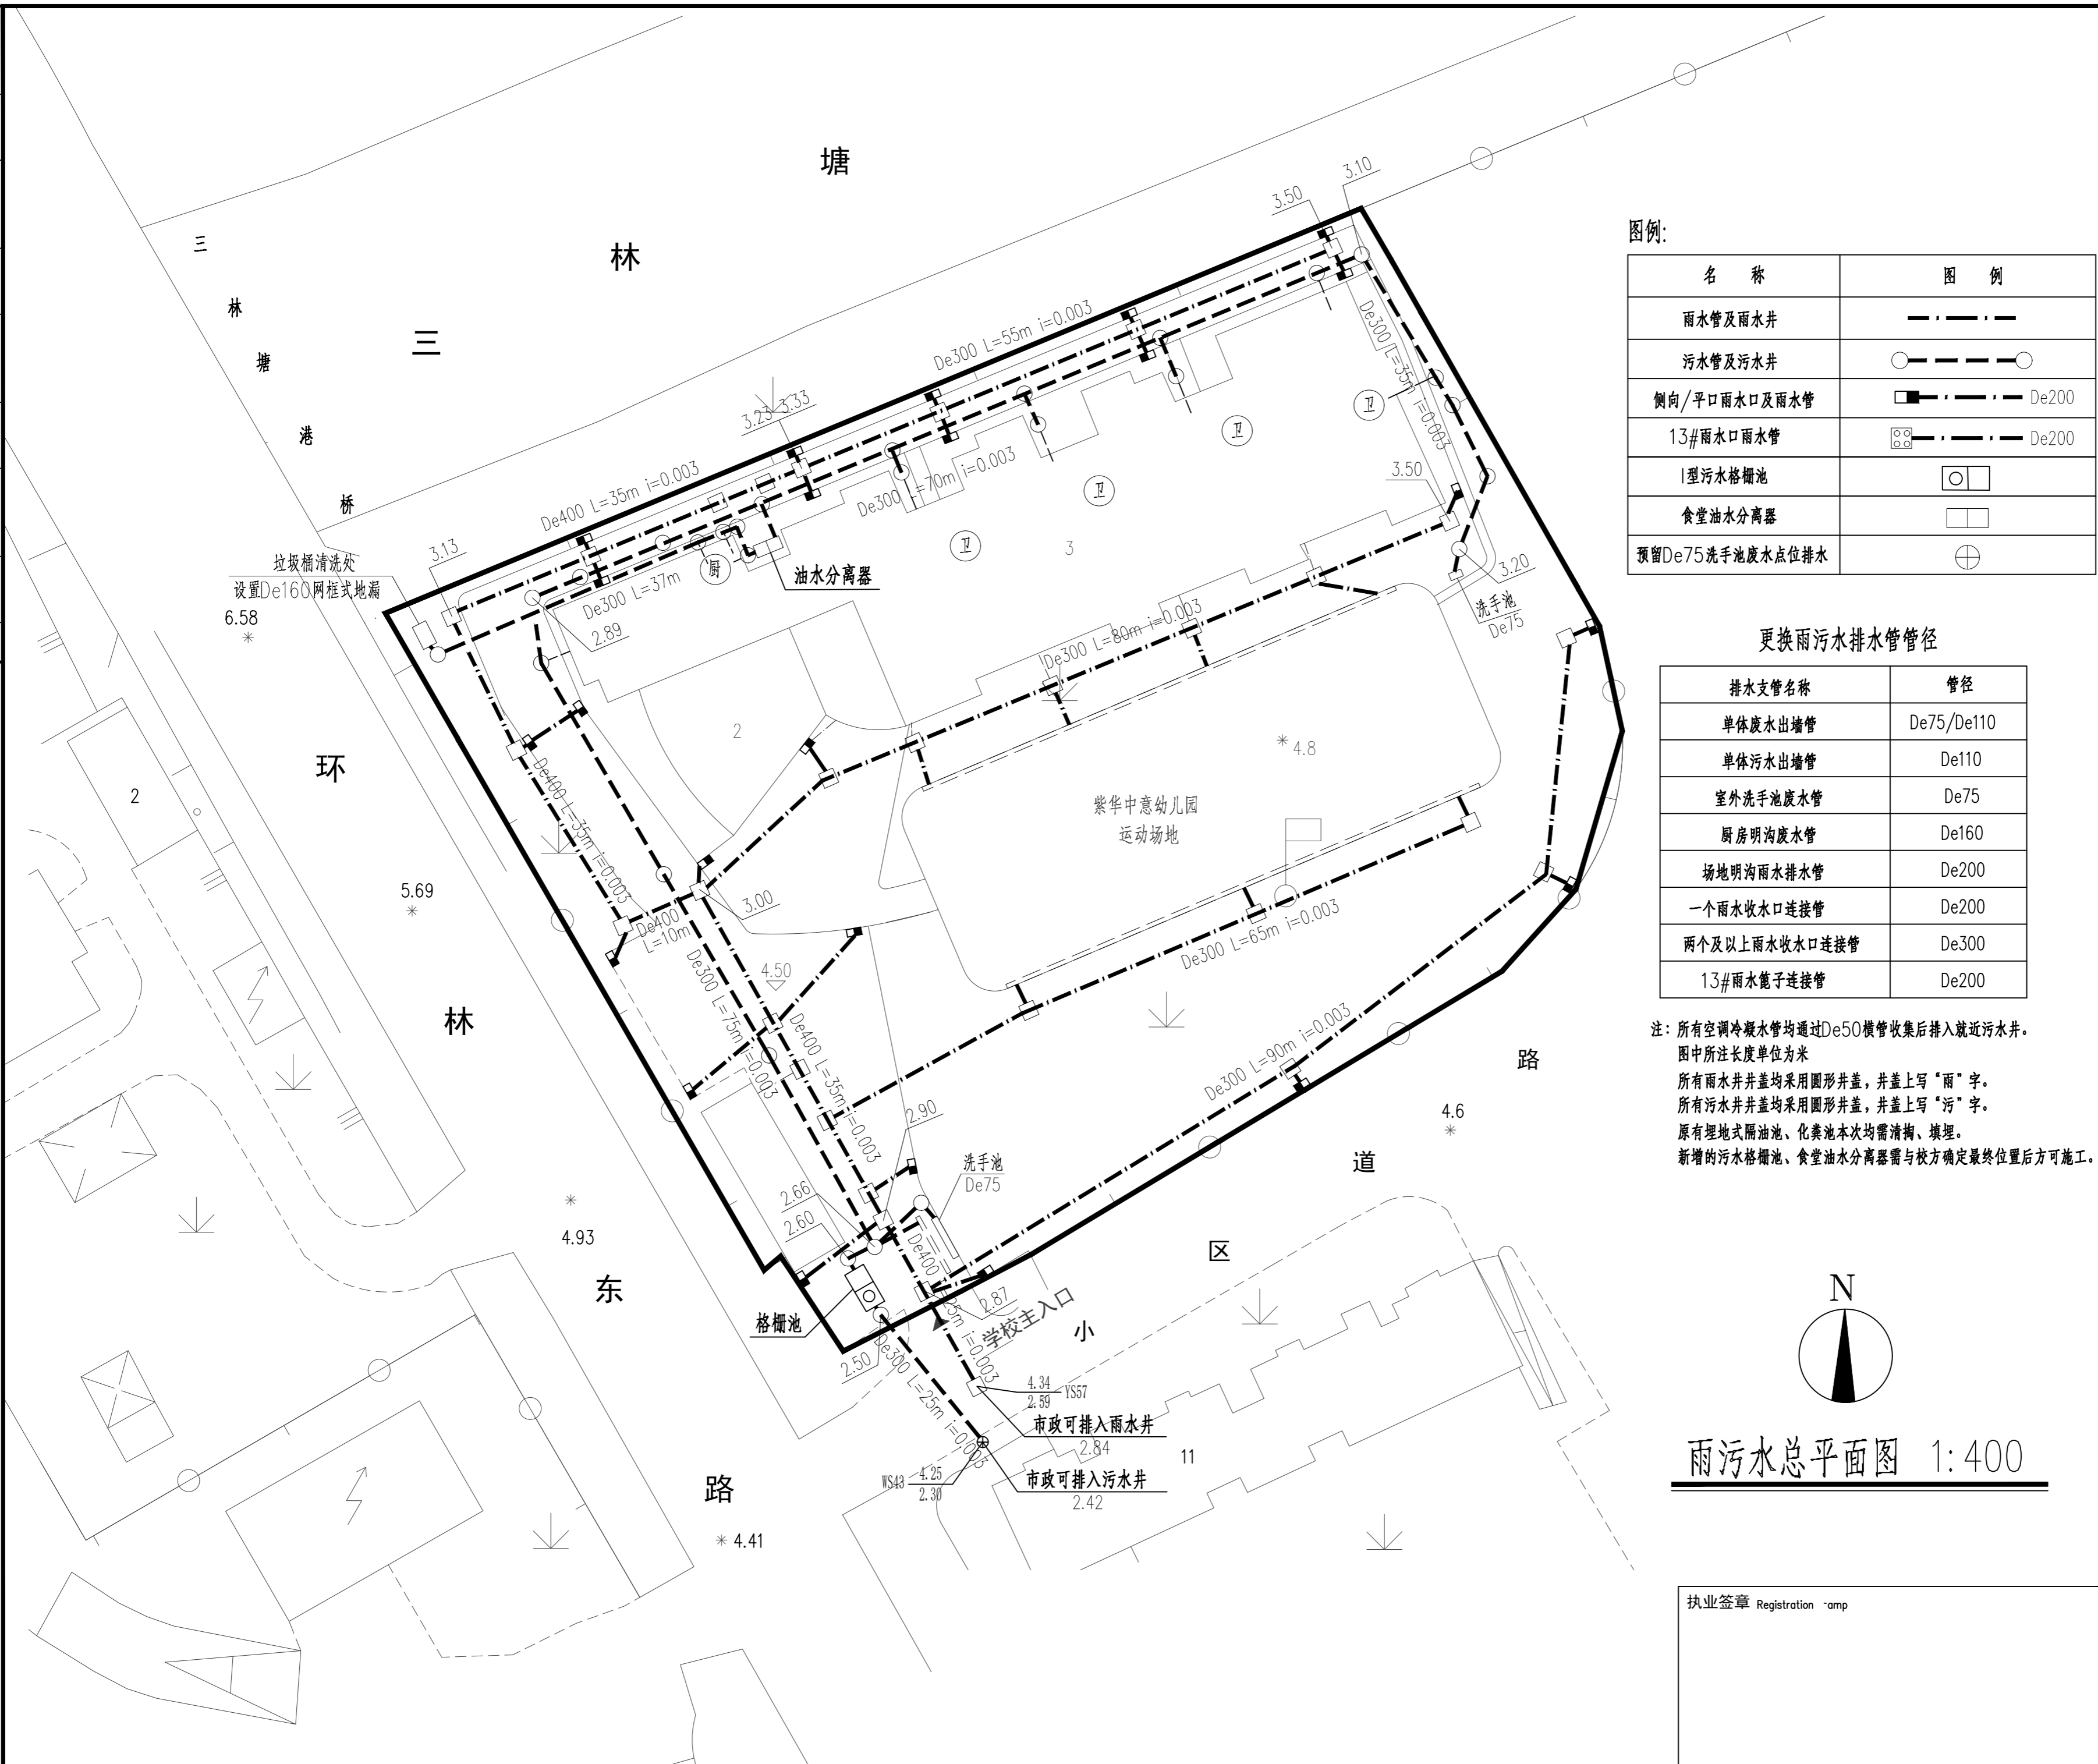 塘
林
三
三
林
塘
港
桥
环
林
东
路
路
道
区
小
3.50
3.10
De300 L=55m i=0.003
De300 L=35m i=0.003
3.23
3.33
De400 L=35m i=0.003
De300 L=70m i=0.003
卫
卫
卫
卫
3
3.50
3.20
洗手池
De75
3.13
垃圾桶清洗处
设置De160网框式地漏
6.58
厨
油水分离器
De300 L=37m
2.89
De300 L=80m i=0.003
2
4.8
紫华中意幼儿园
运动场地
2
De400 L=35m i=0.003
5.69
3.00
De400
L=10m
De300 L=75m i=0.003
4.50
De300 L=65m i=0.003
De400 L=35m i=0.003
De300 L=90m i=0.003
2.90
4.6
洗手池
De75
2.66
2.60
4.93
De400 L=25m i=0.003
2.87
格栅池
学校主入口
2.50
De300 L=25m i=0.003
4.34
2.59
YS57
市政可排入雨水井
2.84
WS43
4.25
2.30
市政可排入污水井
2.42
11
4.41
图例:
名 称 图 例
雨水管及雨水井
污水管及污水井
侧向/平口雨水口及雨水管 De200
13#雨水口雨水管 De200
I型污水格栅池
食堂油水分离器
预留De75洗手池废水点位排水
更换雨污水排水管管径
排水支管名称 管径
单体废水出墙管 De75/De110
单体污水出墙管 De110
室外洗手池废水管 De75
厨房明沟废水管 De160
场地明沟雨水排水管 De200
一个雨水收水口连接管 De200
两个及以上雨水收水口连接管 De300
13#雨水篦子连接管 De200
注：所有空调冷凝水管均通过De50横管收集后排入就近污水井。
图中所注长度单位为米
所有雨水井井盖均采用圆形井盖，井盖上写“雨”字。
所有污水井井盖均采用圆形井盖，井盖上写“污”字。
原有埋地式隔油池、化粪池本次均需清掏、填埋。
新增的污水格栅池、食堂油水分离器需与校方确定最终位置后方可施工。
N
雨污水总平面图 1:400
执业签章 Registration -amp